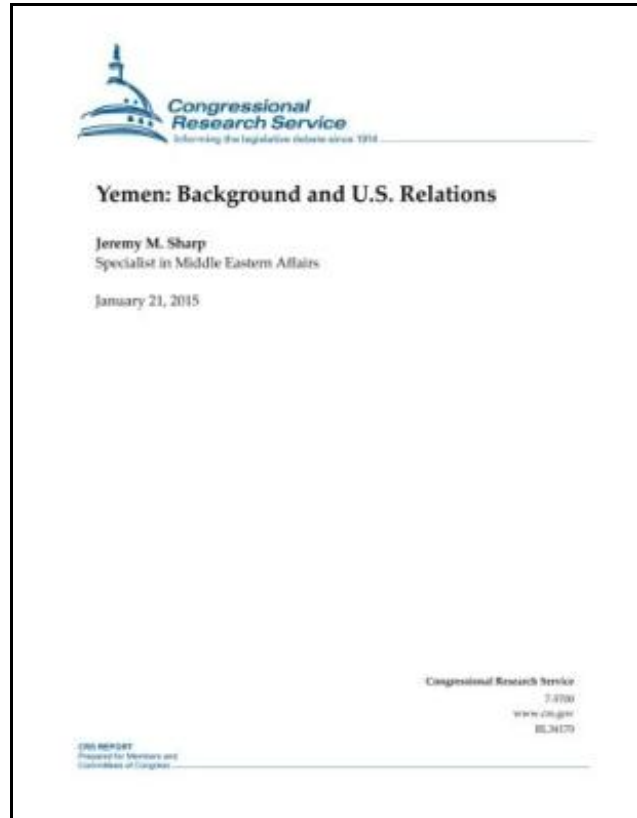 Congressional
Research Service
Informing the legislative debate since 1914
Yemen: Background and U.S. Relations
Jeremy M. Sharp
Specialist in Middle Eastern Affairs
January 21, 2015
Congressional Research Service
7-5700
www.crs.gov
RL34170
CRS REPORT
Prepared for Members and
Committees of Congress